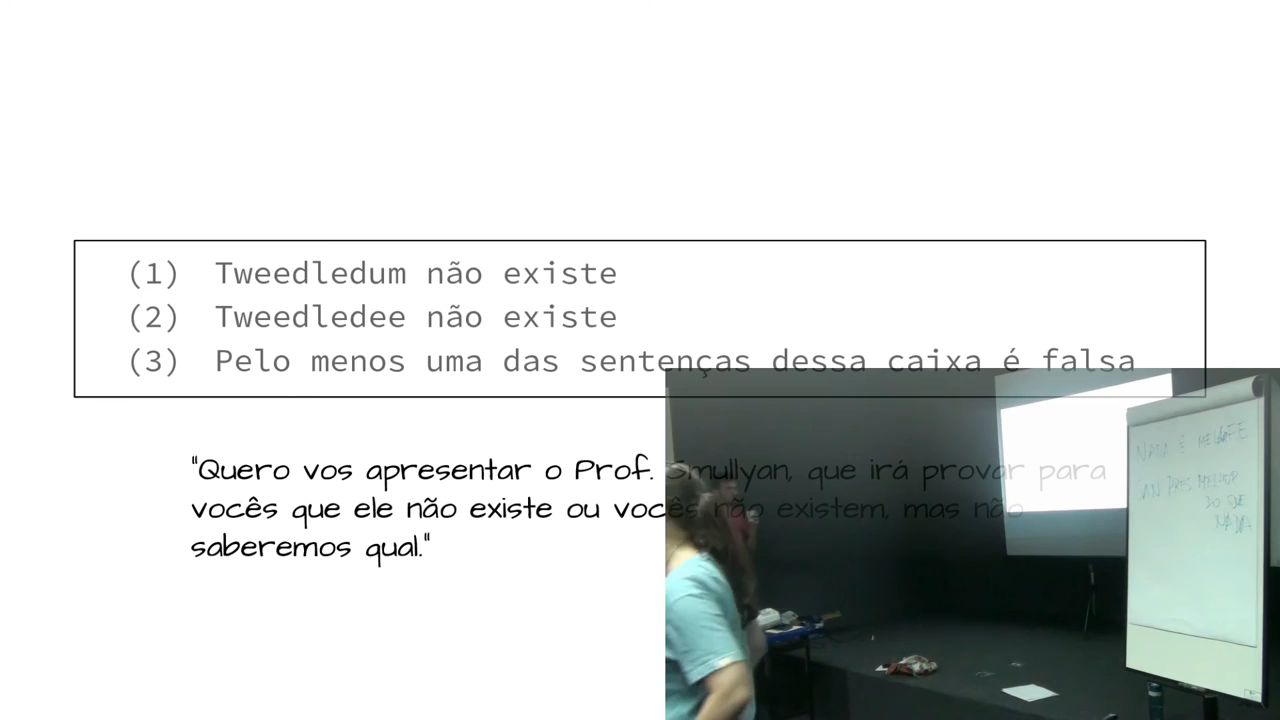 (1) Tweedledum não existe
(2) Tweedledee não existe
(3) Pelo menos uma das sentenças dessa caixa é falsa
"Quero vos apresentar o Prof. Smullyan, que irá provar para
vocês que ele não existe ou vocês não existem, mas não
saberemos qual."
NADA É
MELHOR